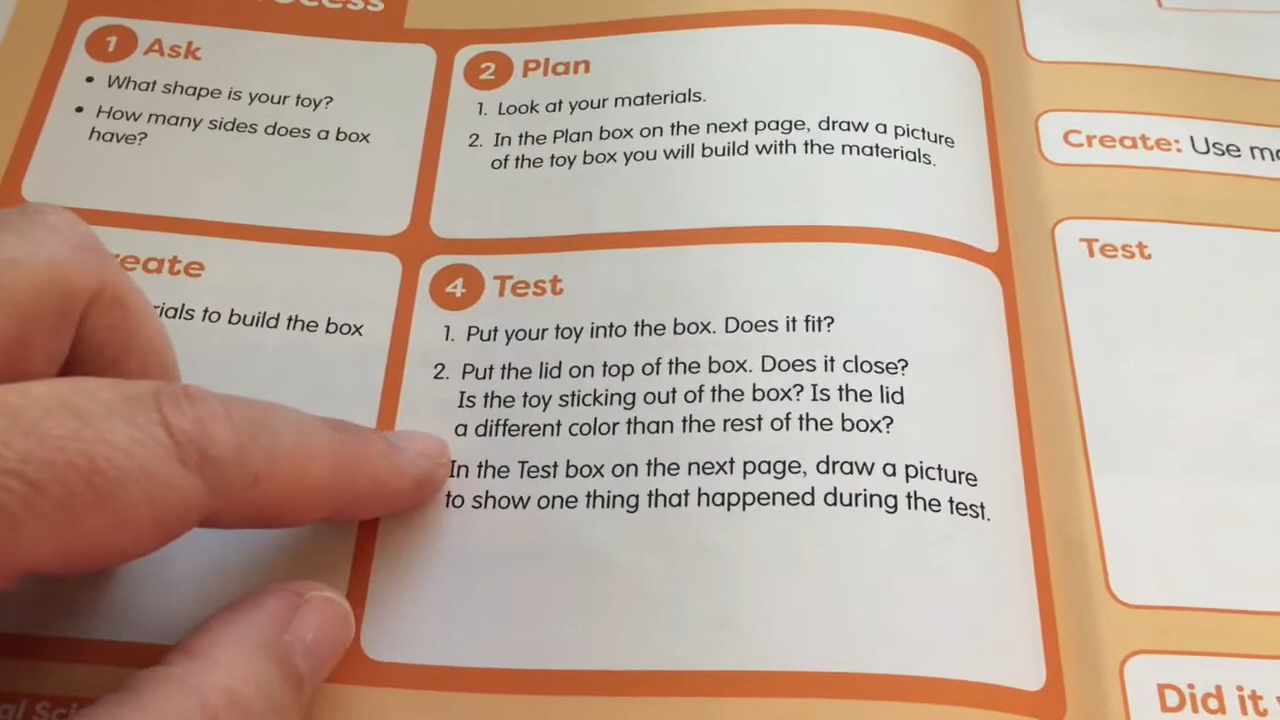 1 Ask
• What shape is your toy?
• How many sides does a box
have?
2 Plan
1. Look at your materials.
2. In the Plan box on the next page, draw a picture
of the toy box you will build with the materials.
to build the box
4 Test
1. Put your toy into the box. Does it fit?
2. Put the lid on top of the box. Does it close?
Is the toy sticking out of the box? Is the lid
a different color than the rest of the box?
In the Test box on the next page, draw a picture
to show one thing that happened during the test.
Create: Use
Test
Did it